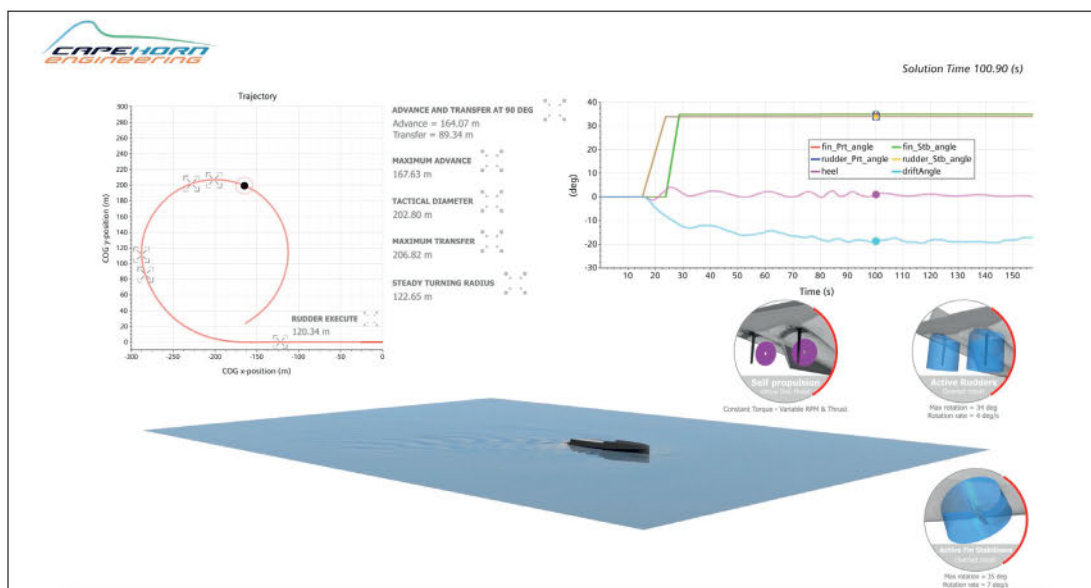 CAPEHORN
engineering
Solution Time 100.90 (s)
Trajectory
300
280
260
240
220
200
180
160
140
120
100
80
60
40
20
0
COG y-position (m)
-300
-250
-200
-150
-100
-50
0
COG x-position (m)
RUDDER EXECUTE
120.34 m
ADVANCE AND TRANSFER AT 90 DEG
Advance = 164.07 m
Transfer = 89.34 m
MAXIMUM ADVANCE
167.63 m
TACTICAL DIAMETER
202.80 m
MAXIMUM TRANSFER
206.82 m
STEADY TURNING RADIUS
122.65 m
40
30
20
10
0
-10
-20
-30
(deg)
fin_Prt_angle
fin_Stb_angle
rudder_Prt_angle
rudder_Stb_angle
heel
driftAngle
10 20 30 40 50 60 70 80 90 100 110 120 130 140 150
Time (s)
Self propulsion
Constant Torque - Variable RPM & Thrust
Active Rudders
Max rotation = 34 deg
Rotation rate = 4 deg/s
Active Fin Stabilisers
Max rotation = 35 deg
Rotation rate = 7 deg/s